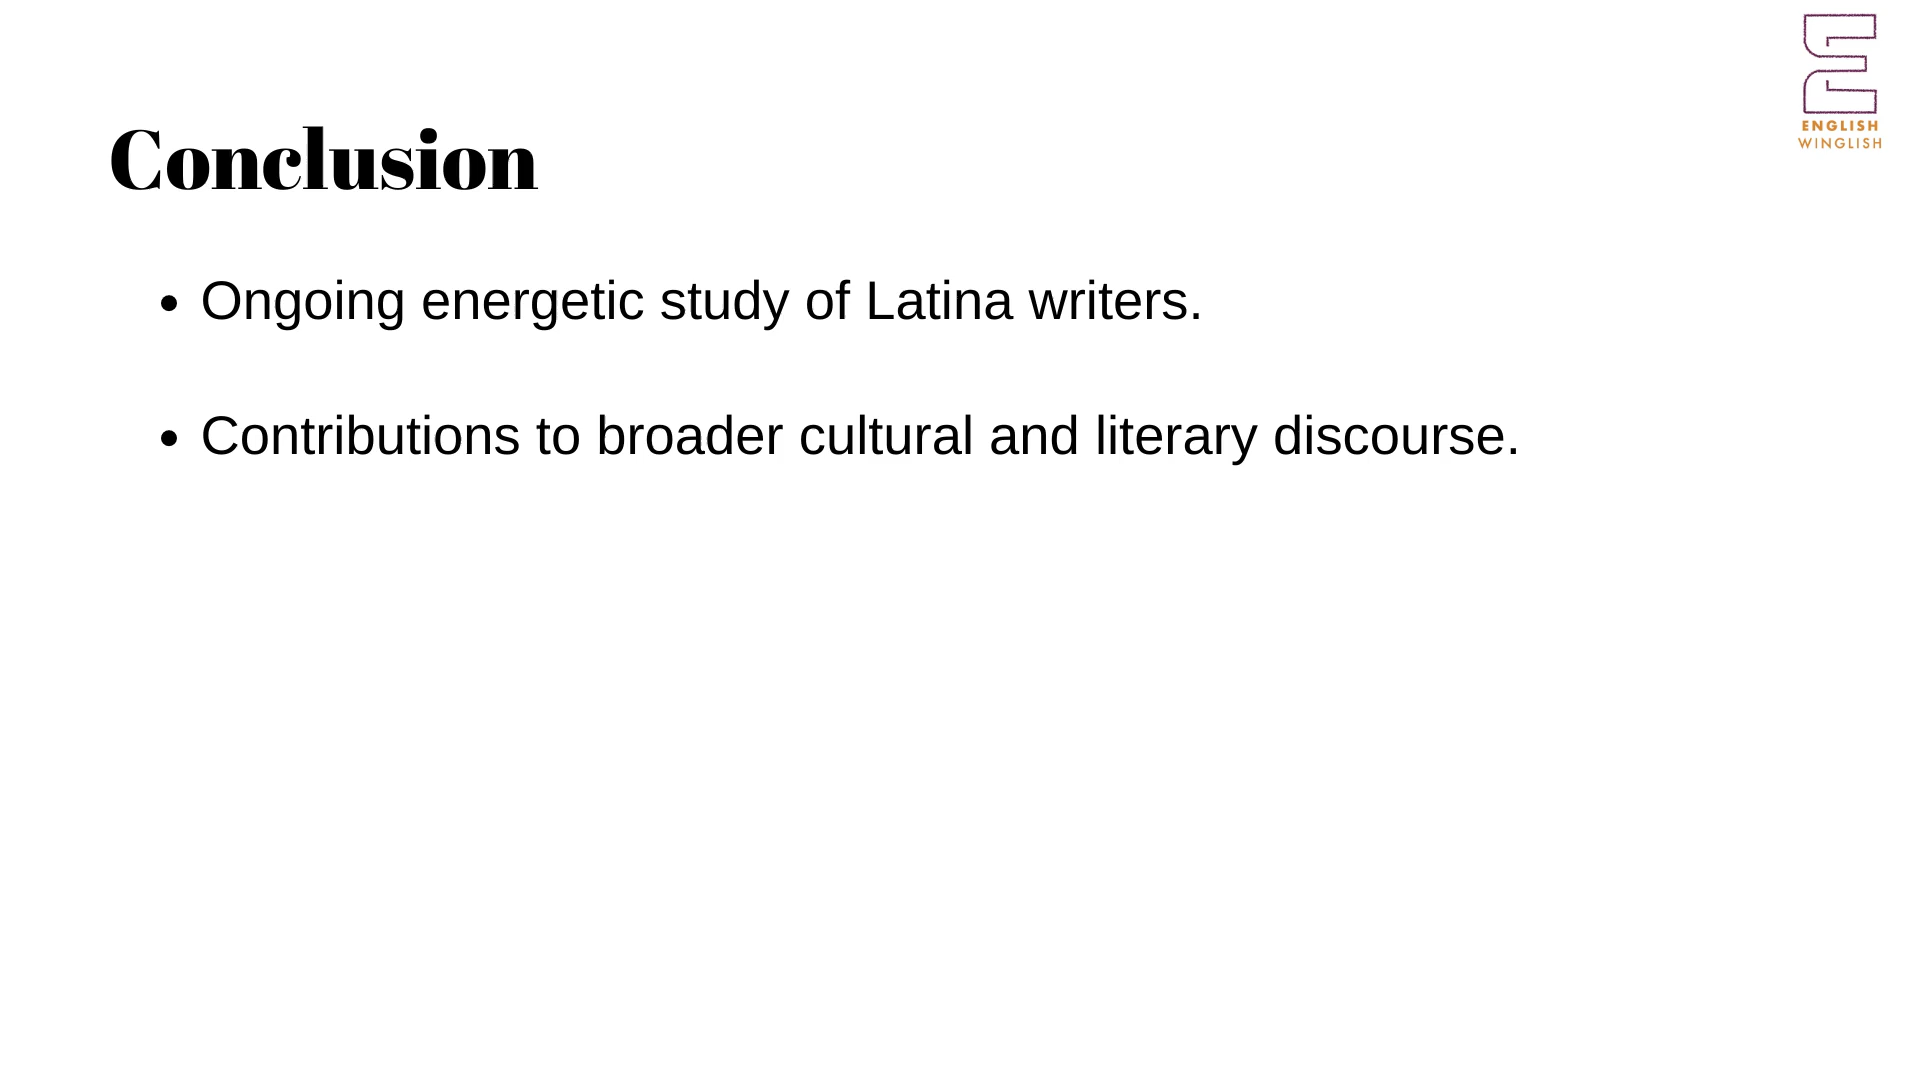 ENGLISH
WINGLISH
Conclusion
• Ongoing energetic study of Latina writers.
• Contributions to broader cultural and literary discourse.